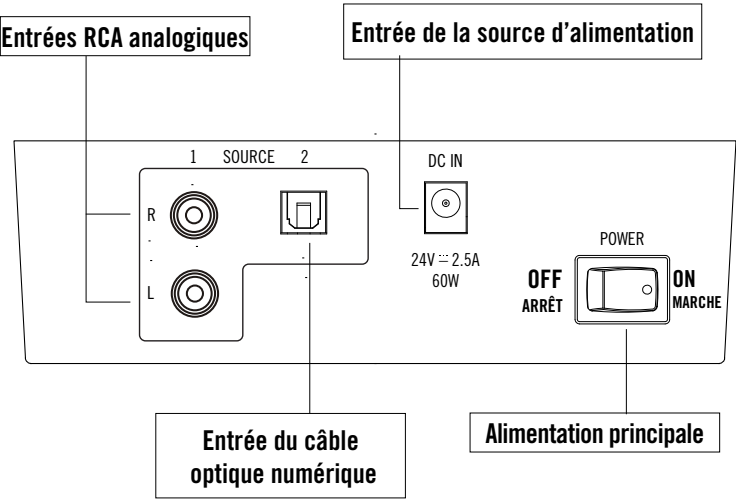 Entrées RCA analogiques
Entrée de la source d’alimentation
1 SOURCE 2
DC IN
R
L
24V ⎓ 2.5A
60W
POWER
OFF
ARRÊT
ON
MARCHE
Entrée du câble
optique numérique
Alimentation principale